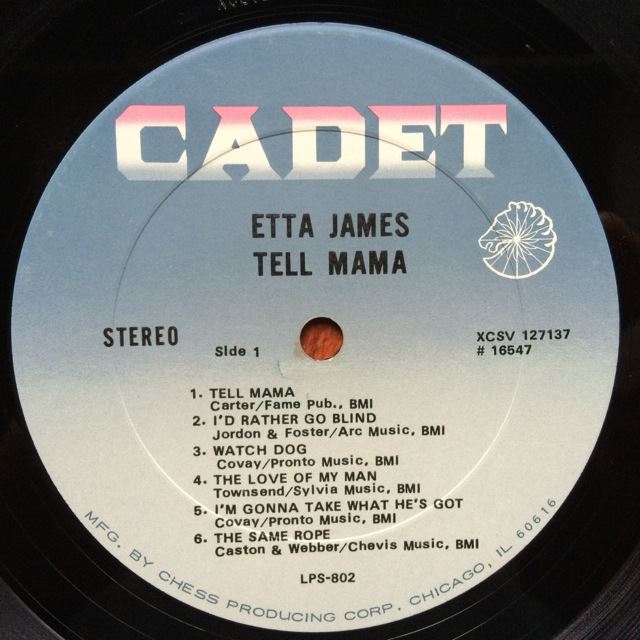 CADET
ETTA JAMES
TELL MAMA
STEREO
Side 1
XCSV 127137
# 16547
1. TELL MAMA
Carter/Fame Pub., BMI
2. I'D RATHER GO BLIND
Jordon & Foster/Arc Music, BMI
3. WATCH DOG
Covay/Pronto Music, BMI
4. THE LOVE OF MY MAN
Townsend/Sylvia Music, BMI
5. I'M GONNA TAKE WHAT HE'S GOT
Covay/Pronto Music, BMI
6. THE SAME ROPE
Caston & Webber/Chevis Music, BMI
LPS-802
MFG. BY CHESS PRODUCING CORP. CHICAGO, IL 60616